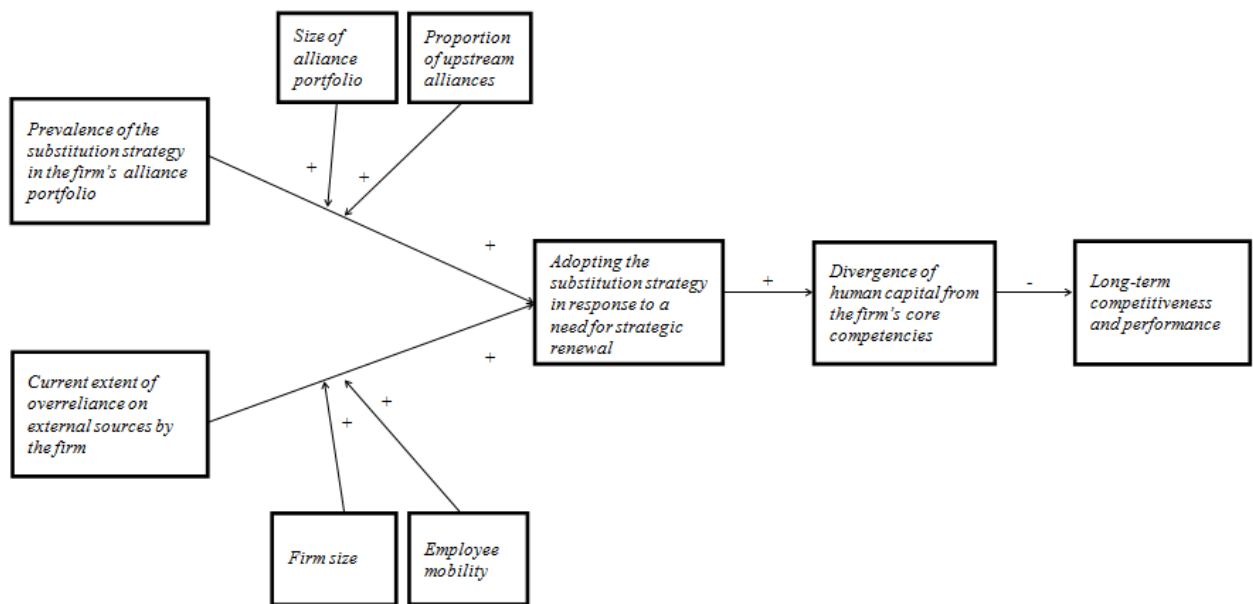 Size of
alliance
portfolio
Proportion
of upstream
alliances
Prevalence of the
substitution strategy
in the firm's alliance
portfolio
+
+
+
Adopting the
substitution strategy
in response to a
need for strategic
renewal
+
Divergence of
human capital from
the firm's core
competencies
-
Long-term
competitiveness
and performance
Current extent of
overreliance on
external sources by
the firm
+
+
+
Firm size
Employee
mobility